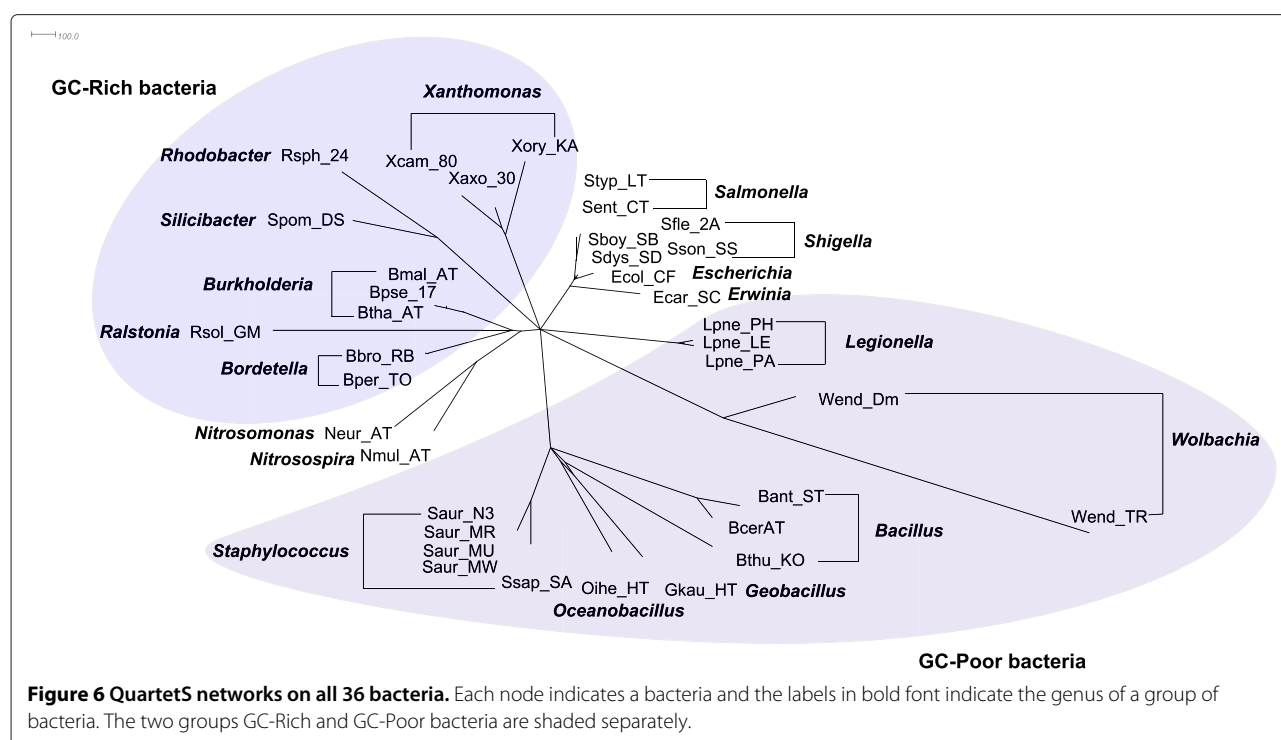 100.0
GC-Rich bacteria
Xanthomonas
Rhodobacter Rsph_24
Xcam_80
Xory_KA
Xaxo_30
Styp_LT
Salmonella
Sent_CT
Silicibacter Spom_DS
Sfle_2A
Sboy_SB
Sson_SS
Shigella
Sdys_SD
Burkholderia
Bmal_AT
Ecol_CF
Escherichia
Bpse_17
Ecar_SC Erwinia
Btha_AT
Ralstonia Rsol_GM
Lpne_PH
Lpne_LE
Legionella
Lpne_PA
Bordetella
Bbro_RB
Bper_TO
Wend_Dm
Nitrosomonas Neur_AT
Wolbachia
Nitrosospira Nmul_AT
Bant_ST
Saur_N3
Wend_TR
Saur_MR
BcerAT
Bacillus
Staphylococcus
Saur_MU
Bthu_KO
Saur_MW
Ssap_SA
Oihe_HT
Gkau_HT Geobacillus
Oceanobacillus
GC-Poor bacteria
Figure 6 QuartetS networks on all 36 bacteria. Each node indicates a bacteria and the labels in bold font indicate the genus of a group of
bacteria. The two groups GC-Rich and GC-Poor bacteria are shaded separately.